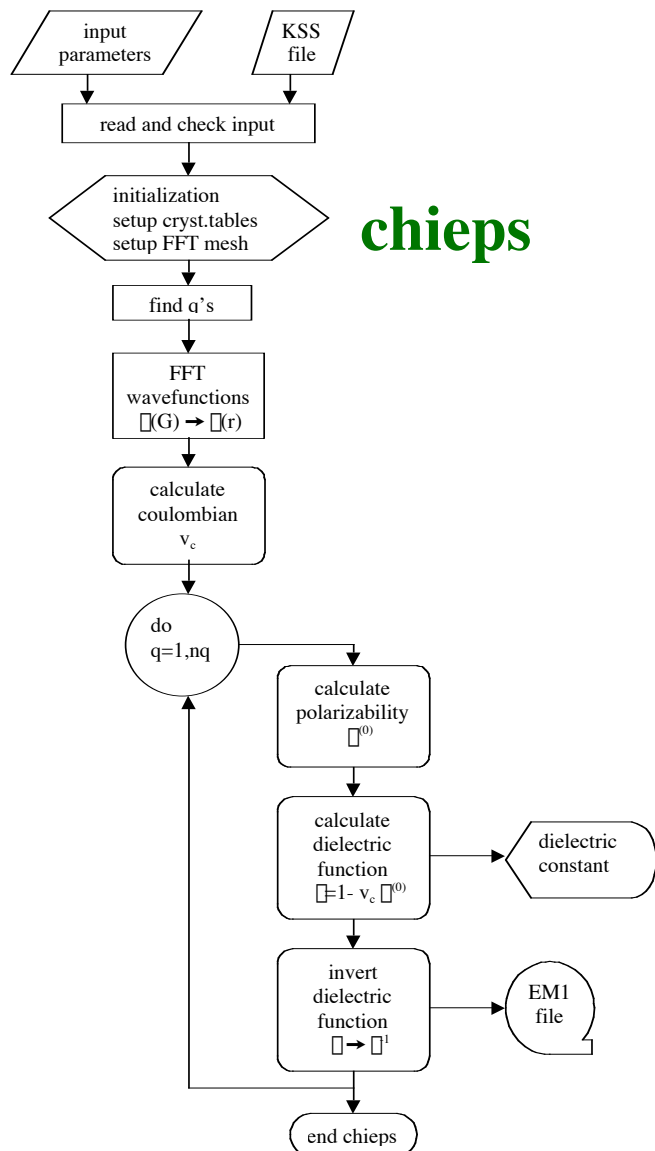 input
parameters
KSS
file
read and check input
initialization
setup cryst.tables
setup FFT mesh
chieps
find q's
FFT
wavefunctions
▯(G) → ▯(r)
calculate
coulombian
v_c
do
q=1,nq
calculate
polarizability
▯⁽⁰⁾
calculate
dielectric
function
▯=1- v_c ▯⁽⁰⁾
dielectric
constant
invert
dielectric
function
▯ → ▯⁻¹
EM1
file
end chieps